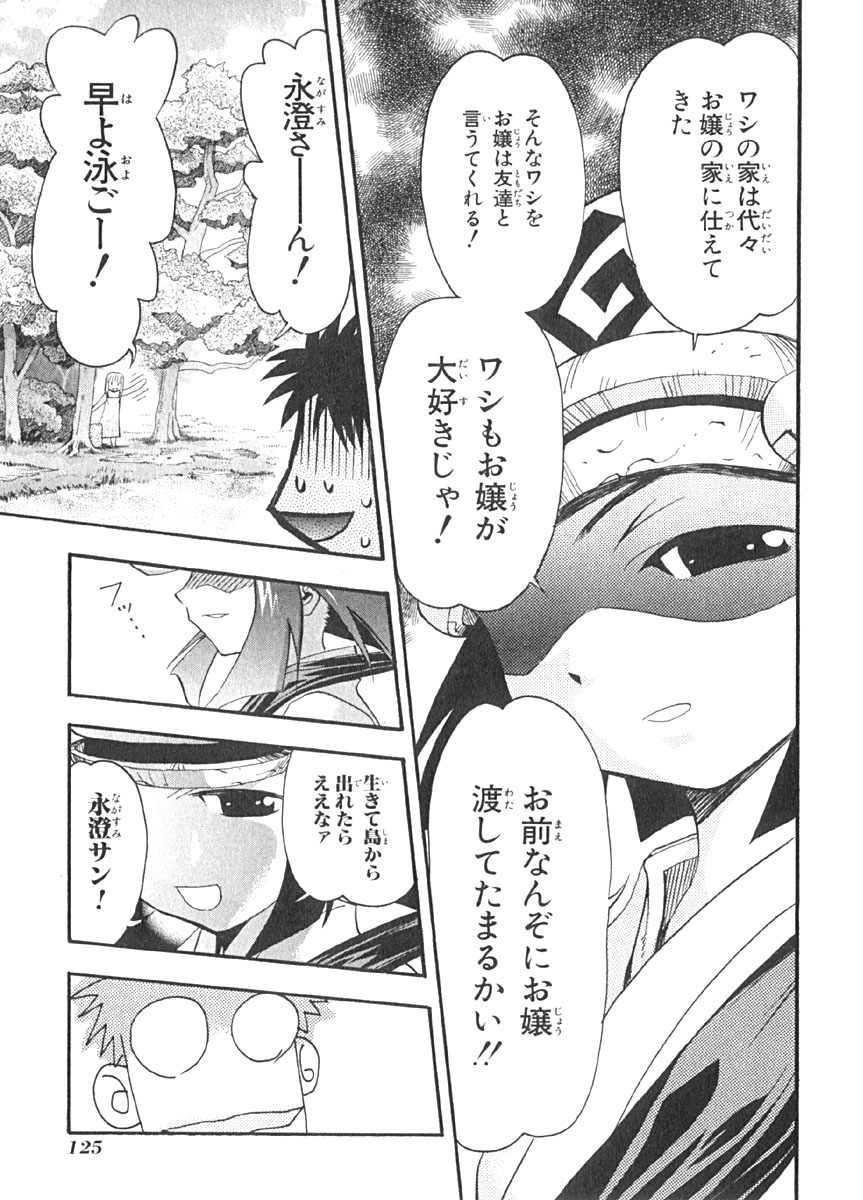 ワシの家は代々
お嬢の家に仕えて
きた
そんなワシを
お嬢は友達と
言うてくれる!
ワシもお嬢が
大好きじゃ!
お前なんぞにお嬢
渡してたまるかい!!
永澄さーーん!
早よ泳ごー!
フッ…
生きて島から
出れたら
ええなァ
永澄サン!
125